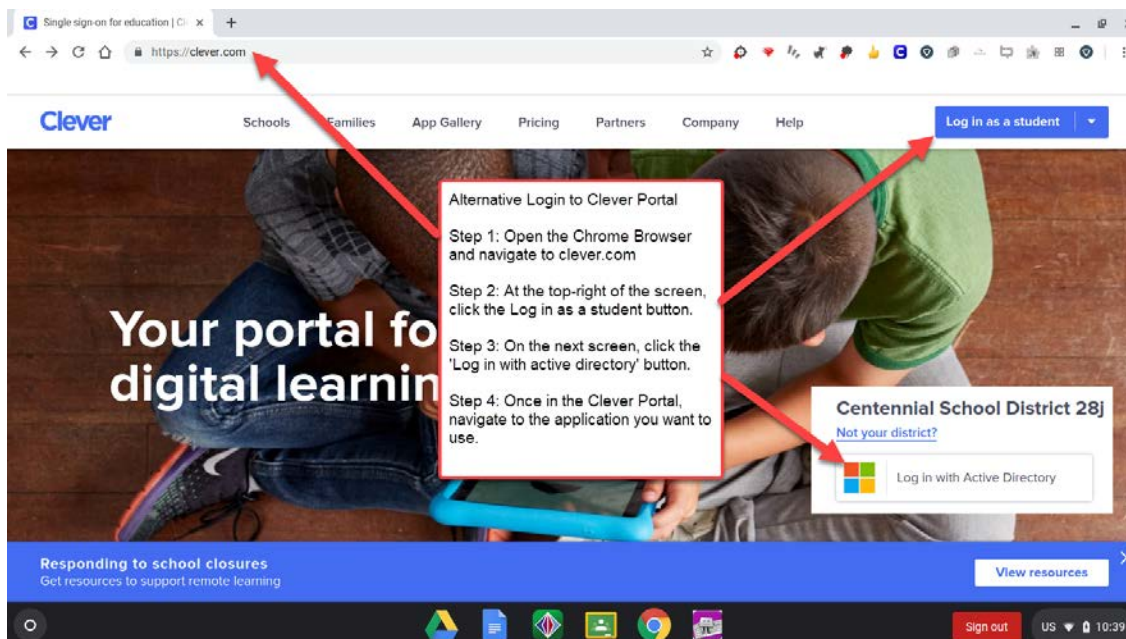 Single sign-on for education | Cl
https://clever.com
Clever
Schools
Families
App Gallery
Pricing
Partners
Company
Help
Log in as a student
Alternative Login to Clever Portal
Step 1: Open the Chrome Browser
and navigate to clever.com
Step 2: At the top-right of the screen,
click the Log in as a student button.
Step 3: On the next screen, click the
'Log in with active directory' button.
Step 4: Once in the Clever Portal,
navigate to the application you want to
use.
Your portal fo
digital learnin
Centennial School District 28j
Not your district?
Log in with Active Directory
Responding to school closures
Get resources to support remote learning
View resources
Sign out
US
10:39